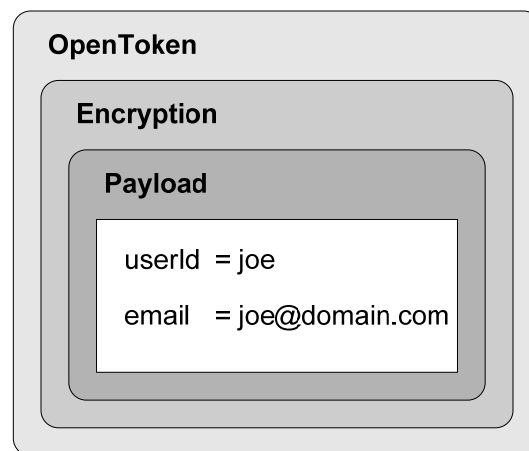 OpenToken
Encryption
Payload
userId = joe
email = joe@domain.com